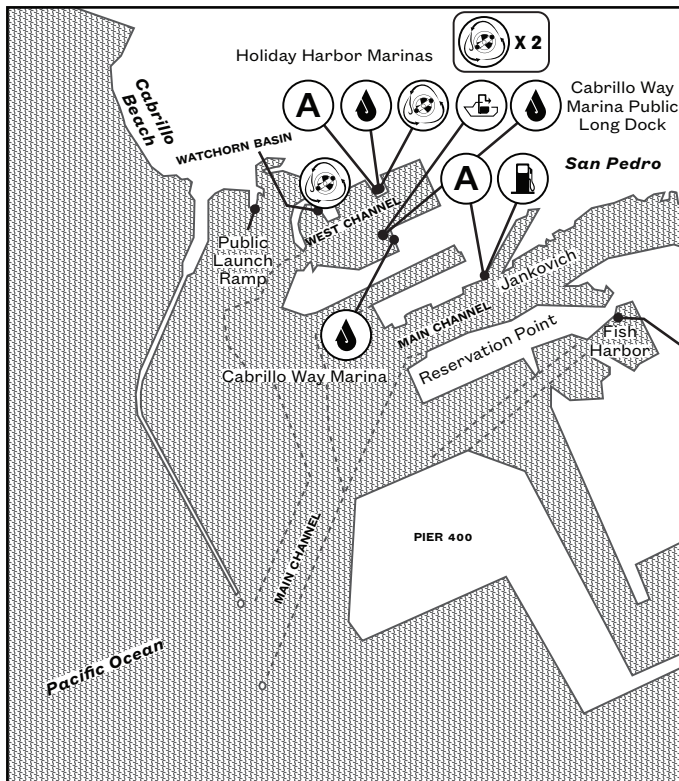 X 2
Holiday Harbor Marinas
Cabrillo
Beach
A
Cabrillo Way
Marina Public
Long Dock
WATCHORN BASIN
A
San Pedro
WEST CHANNEL
Public
Launch
Ramp
Jankovich
MAIN CHANNEL
Reservation Point
Fish
Harbor
Cabrillo Way Marina
PIER 400
MAIN CHANNEL
Pacific Ocean